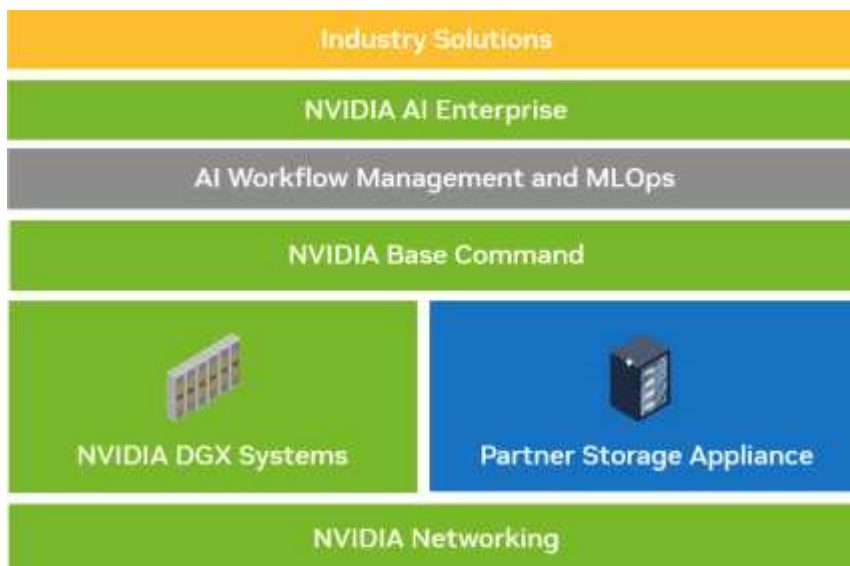 Industry Solutions
NVIDIA AI Enterprise
AI Workflow Management and MLOps
NVIDIA Base Command
NVIDIA DGX Systems
Partner Storage Appliance
NVIDIA Networking